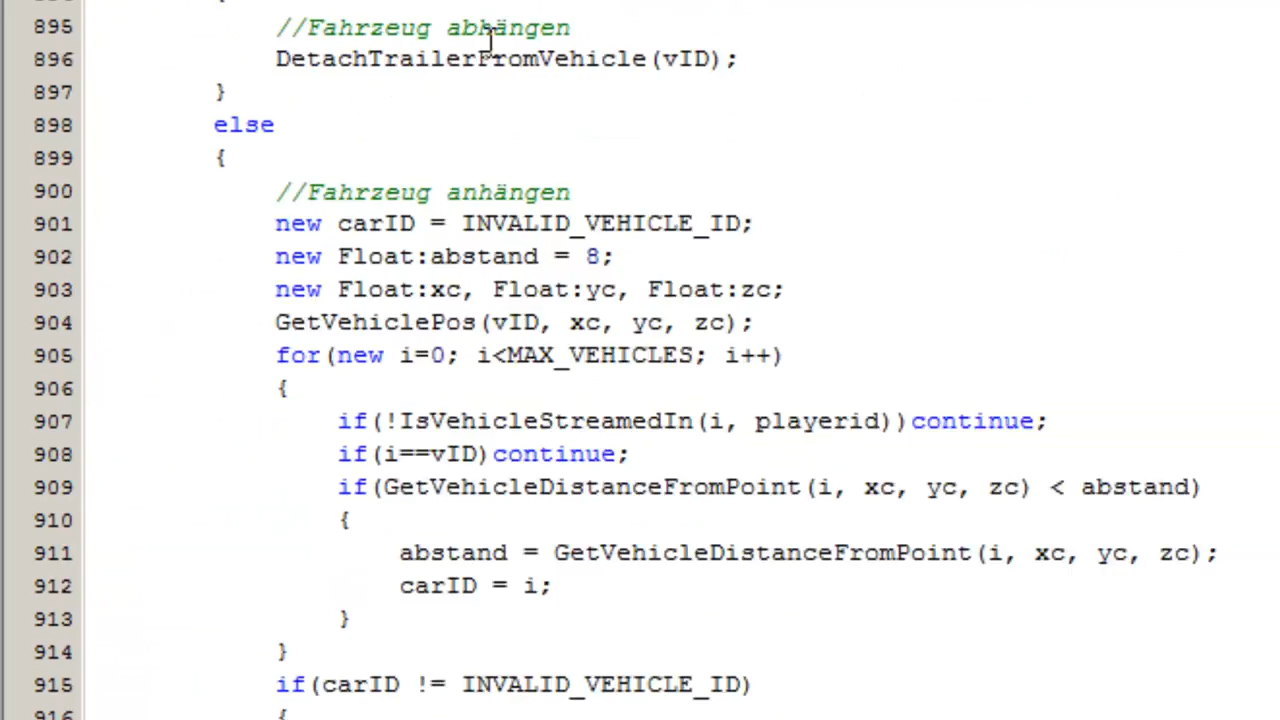 895 //Fahrzeug abhängen
896 DetachTrailerFromVehicle(vID);
897 }
898 else
899 {
900 //Fahrzeug anhängen
901 new carID = INVALID_VEHICLE_ID;
902 new Float:abstand = 8;
903 new Float:xc, Float:yc, Float:zc;
904 GetVehiclePos(vID, xc, yc, zc);
905 for(new i=0; i<MAX_VEHICLES; i++)
906 {
907 if(!IsVehicleStreamedIn(i, playerid))continue;
908 if(i==vID)continue;
909 if(GetVehicleDistanceFromPoint(i, xc, yc, zc) < abstand)
910 {
911 abstand = GetVehicleDistanceFromPoint(i, xc, yc, zc);
912 carID = i;
913 }
914 }
915 if(carID != INVALID_VEHICLE_ID)
916 {